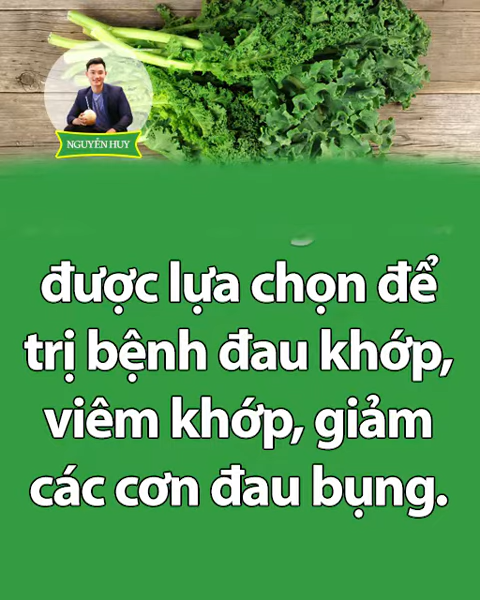 NGUYỄN HUY
được lựa chọn để
trị bệnh đau khớp,
viêm khớp, giảm
các cơn đau bụng.